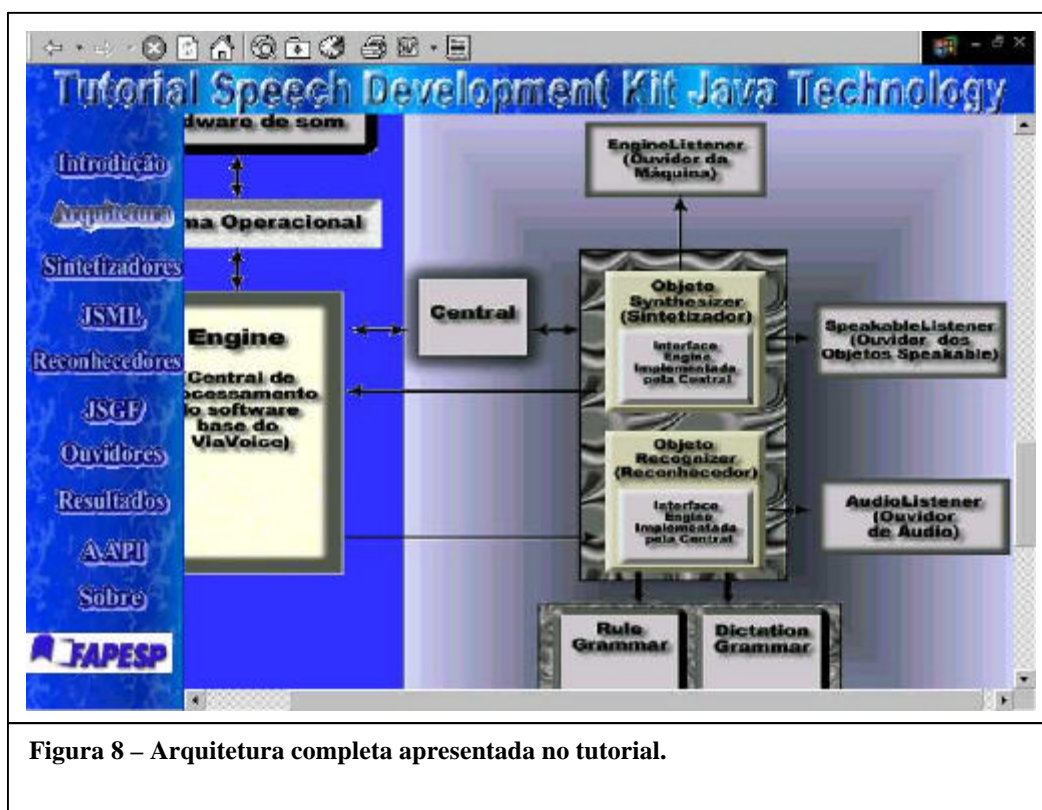 Tutorial Speech Development Kit Java Technology
Introdução
Arquitetura
Sintetizadores
JSML
Reconhecedores
JSGF
Ouvidores
Resultados
A API
Sobre
FAPESP
dware de som
ma Operacional
Engine
(Central de
ocessamento
do software
base do
ViaVoice)
Central
EngineListener
(Ouvidor da
Máquina)
Objeto
Synthesizer
(Sintetizador)
Interface
Engine
Implementada
pela Central
SpeakableListener
(Ouvidor dos
Objetos Speakable)
Objeto
Recognizer
(Reconhecedor)
Interface
Engine
Implementada
pela Central
AudioListener
(Ouvidor
de Áudio)
Rule
Grammar
Dictation
Grammar
Figura 8 – Arquitetura completa apresentada no tutorial.